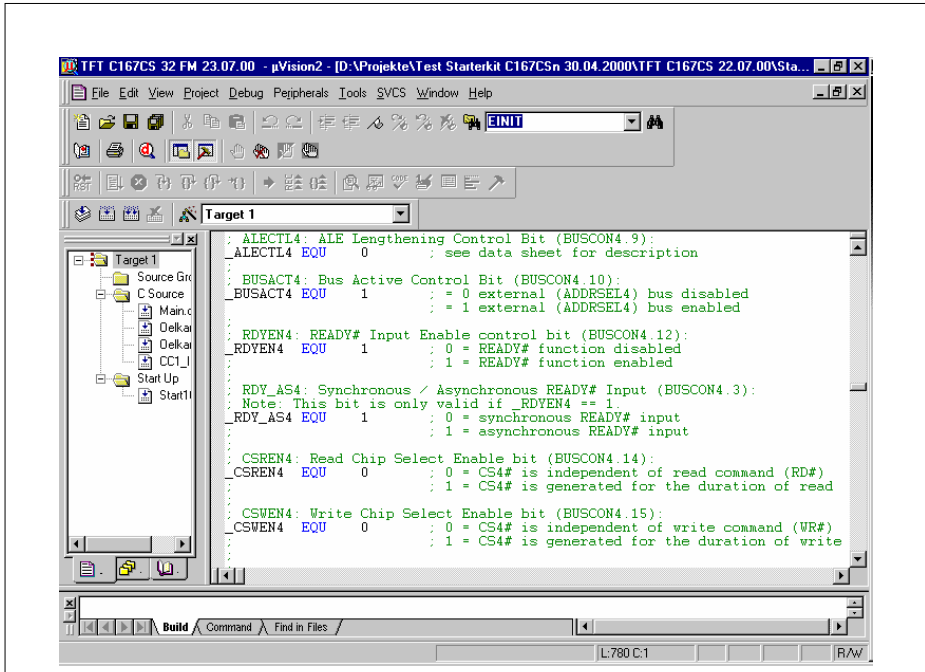 TFT C167CS 32 FM 23.07.00 - µVision2 - [D:\Projekte\Test Starterkit C167CSn 30.04.2000\TFT C167CS 22.07.00\Sta...
File Edit View Project Debug Peripherals Tools SVCS Window Help
EINIT
Target 1
Target 1
Source Gro
C Source
Main.c
Oelkar
Oelkar
CC1_I
Start Up
Start1
; ALECTL4: ALE Lengthening Control Bit (BUSCON4.9):
_ALECTL4 EQU 0 ; see data sheet for description
;
; BUSACT4: Bus Active Control Bit (BUSCON4.10):
_BUSACT4 EQU 1 ; = 0 external (ADDRSEL4) bus disabled
; ; = 1 external (ADDRSEL4) bus enabled
;
; RDYEN4: READY# Input Enable control bit (BUSCON4.12):
_RDYEN4 EQU 1 ; 0 = READY# function disabled
; ; 1 = READY# function enabled
;
; RDY_AS4: Synchronous / Asynchronous READY# Input (BUSCON4.3):
; Note: This bit is only valid if _RDYEN4 == 1.
_RDY_AS4 EQU 1 ; 0 = synchronous READY# input
; ; 1 = asynchronous READY# input
;
; CSREN4: Read Chip Select Enable bit (BUSCON4.14):
_CSREN4 EQU 0 ; 0 = CS4# is independent of read command (RD#)
; ; 1 = CS4# is generated for the duration of read
;
; CSWEN4: Write Chip Select Enable bit (BUSCON4.15):
_CSWEN4 EQU 0 ; 0 = CS4# is independent of write command (WR#)
; ; 1 = CS4# is generated for the duration of write
;
Build Command Find in Files
L:780 C:1 R/W